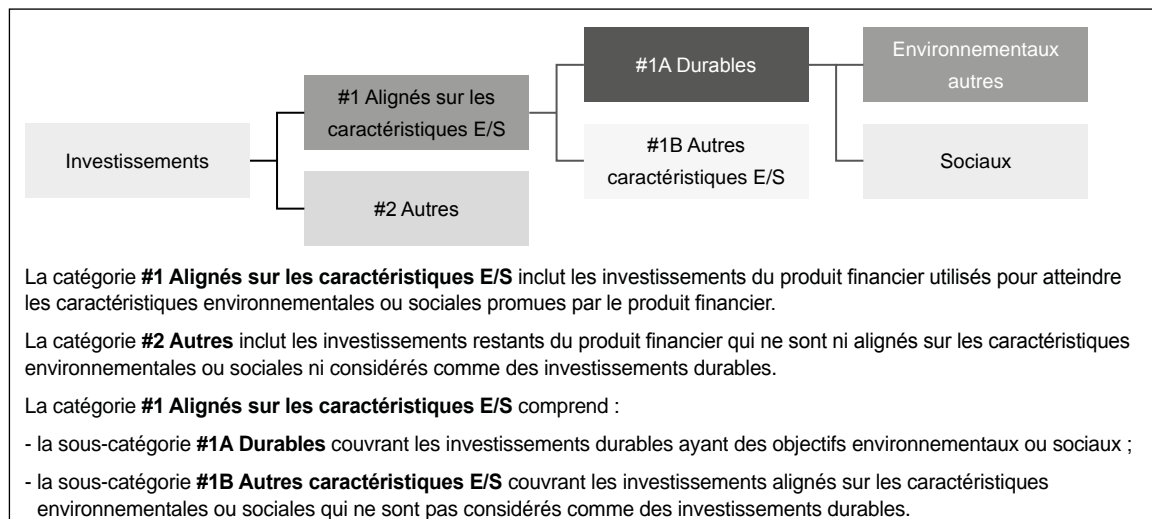 Investissements
#1 Alignés sur les
caractéristiques E/S
#2 Autres
#1A Durables
#1B Autres
caractéristiques E/S
Environnementaux
autres
Sociaux
La catégorie #1 Alignés sur les caractéristiques E/S inclut les investissements du produit financier utilisés pour atteindre
les caractéristiques environnementales ou sociales promues par le produit financier.
La catégorie #2 Autres inclut les investissements restants du produit financier qui ne sont ni alignés sur les caractéristiques
environnementales ou sociales ni considérés comme des investissements durables.
La catégorie #1 Alignés sur les caractéristiques E/S comprend :
- la sous-catégorie #1A Durables couvrant les investissements durables ayant des objectifs environnementaux ou sociaux ;
- la sous-catégorie #1B Autres caractéristiques E/S couvrant les investissements alignés sur les caractéristiques
environnementales ou sociales qui ne sont pas considérés comme des investissements durables.